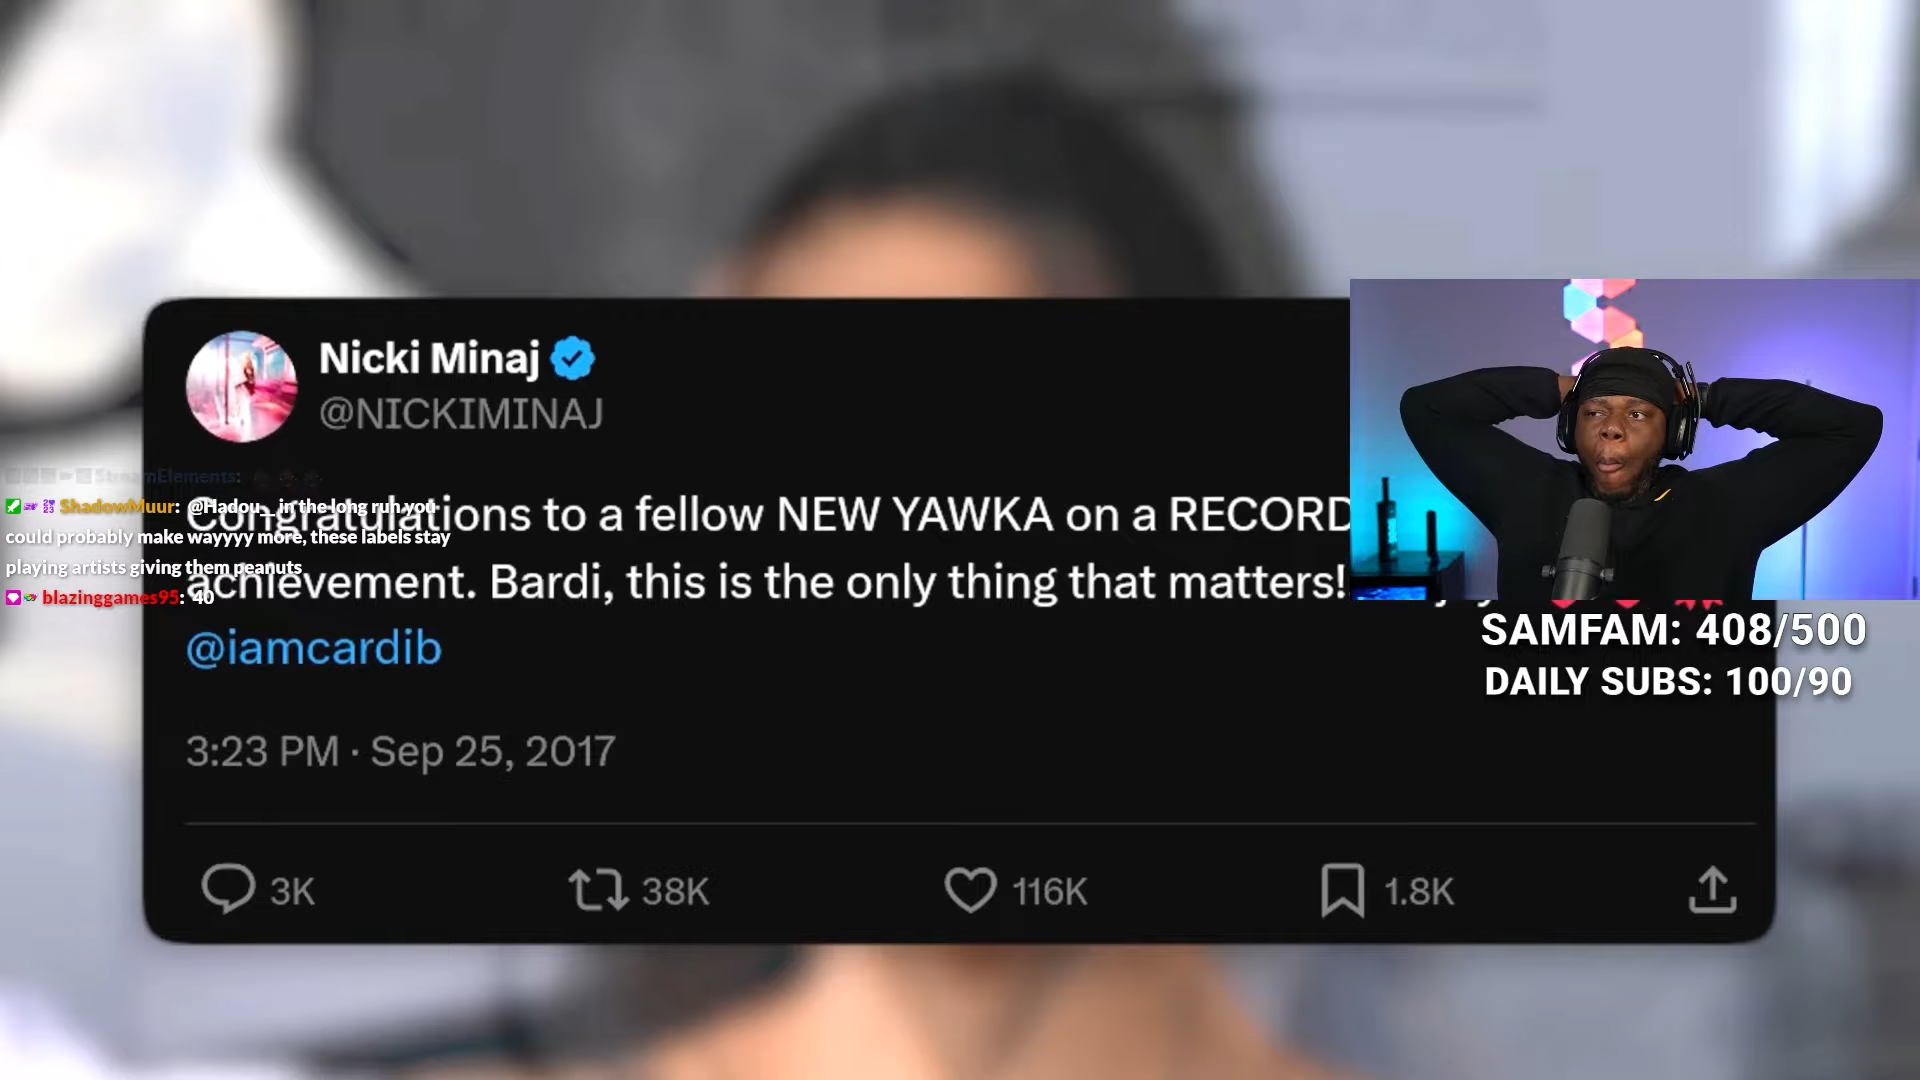 Nicki Minaj
@NICKIMINAJ
StreamElements:
ShadowMuur: @Hadou__ in the long run you
could probably make wayyyy more, these labels stay
playing artists giving them peanuts
blazinggames95: 40
Congratulations to a fellow NEW YAWKA on a RECORD
achievement. Bardi, this is the only thing that matters!
@iamcardib
3:23 PM · Sep 25, 2017
3K 38K 116K 1.8K
SAMFAM: 408/500
DAILY SUBS: 100/90